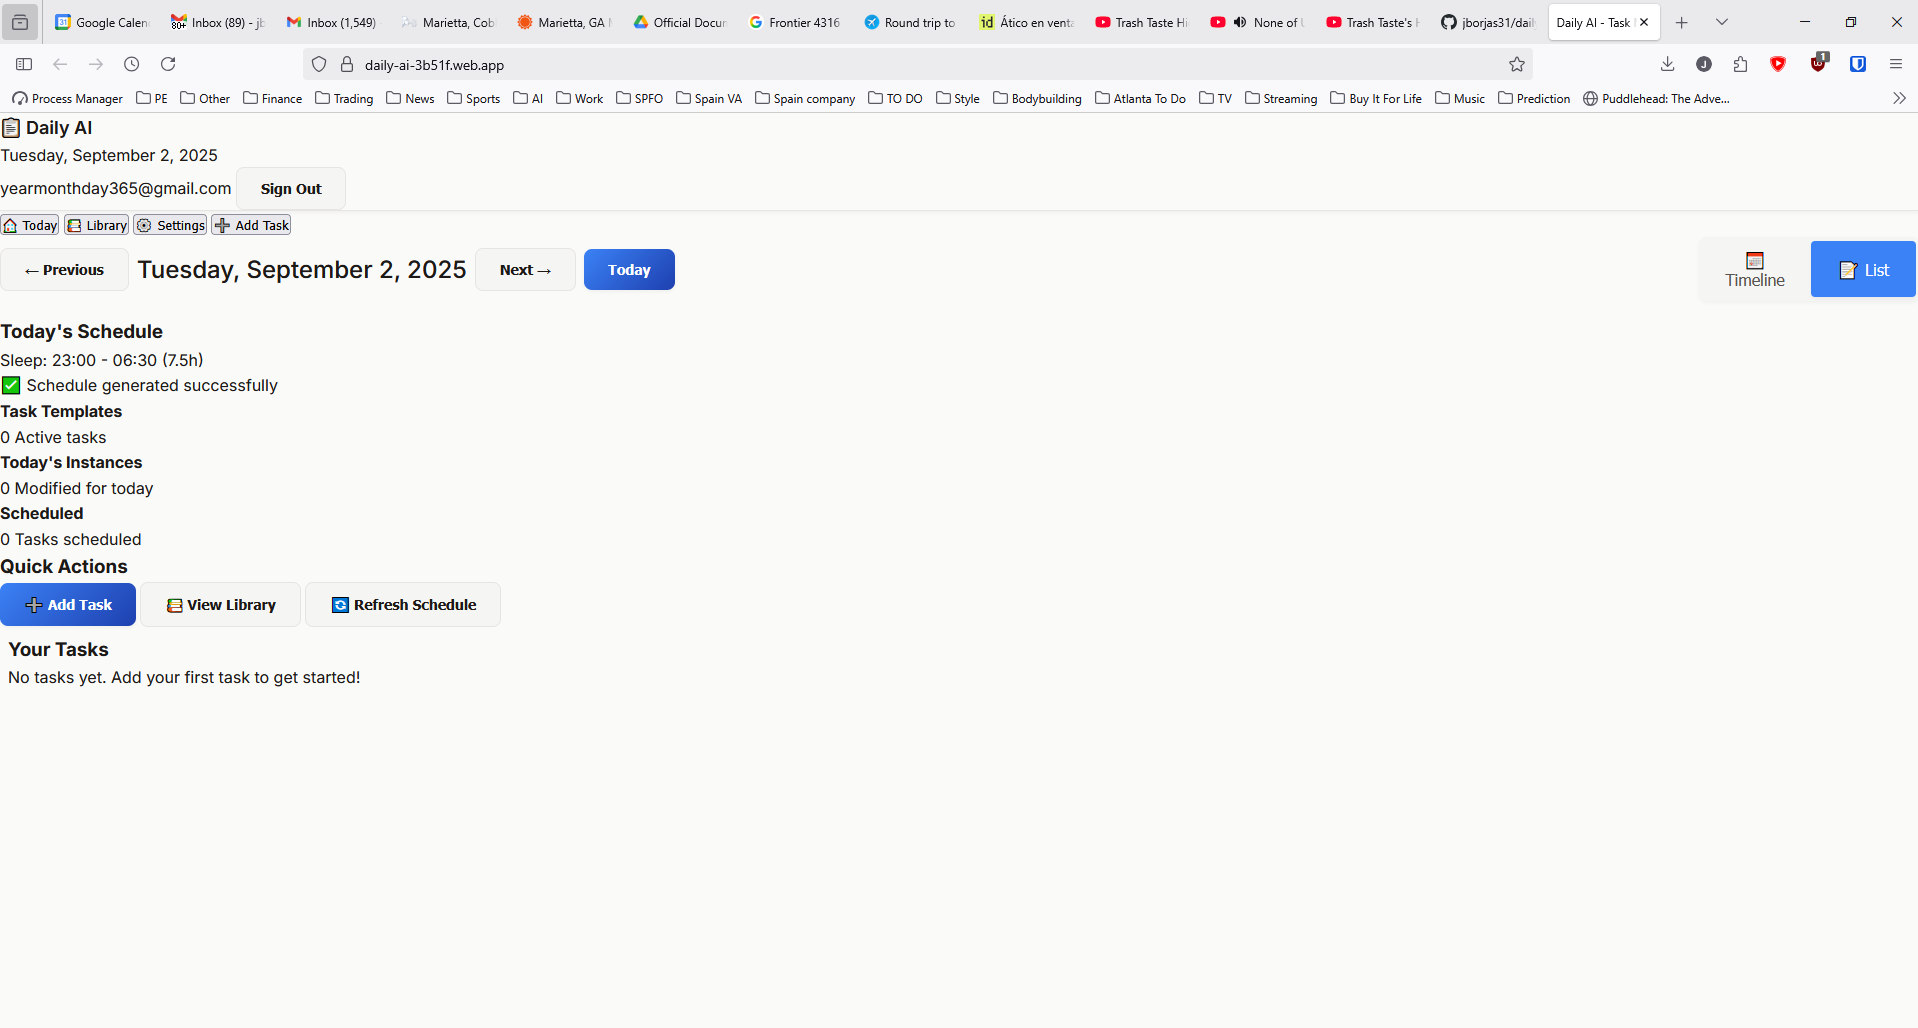 Google Calen
Inbox (89) - jb
Inbox (1,549)
Marietta, Cob
Marietta, GA
Official Docur
Frontier 4316
Round trip to
id Ático en venta
Trash Taste Hi
None of
Trash Taste's H
jborjas31/daily
Daily AI - Task
daily-ai-3b51f.web.app
J
1
Process Manager
PE
Other
Finance
Trading
News
Sports
AI
Work
SPFO
Spain VA
Spain company
TO DO
Style
Bodybuilding
Atlanta To Do
TV
Streaming
Buy It For Life
Music
Prediction
Puddlehead: The Adve...
Daily AI
Tuesday, September 2, 2025
yearmonthday365@gmail.com Sign Out
Today Library Settings Add Task
← Previous Tuesday, September 2, 2025 Next → Today
Timeline
List
Today's Schedule
Sleep: 23:00 - 06:30 (7.5h)
✅ Schedule generated successfully
Task Templates
0 Active tasks
Today's Instances
0 Modified for today
Scheduled
0 Tasks scheduled
Quick Actions
Add Task View Library Refresh Schedule
Your Tasks
No tasks yet. Add your first task to get started!